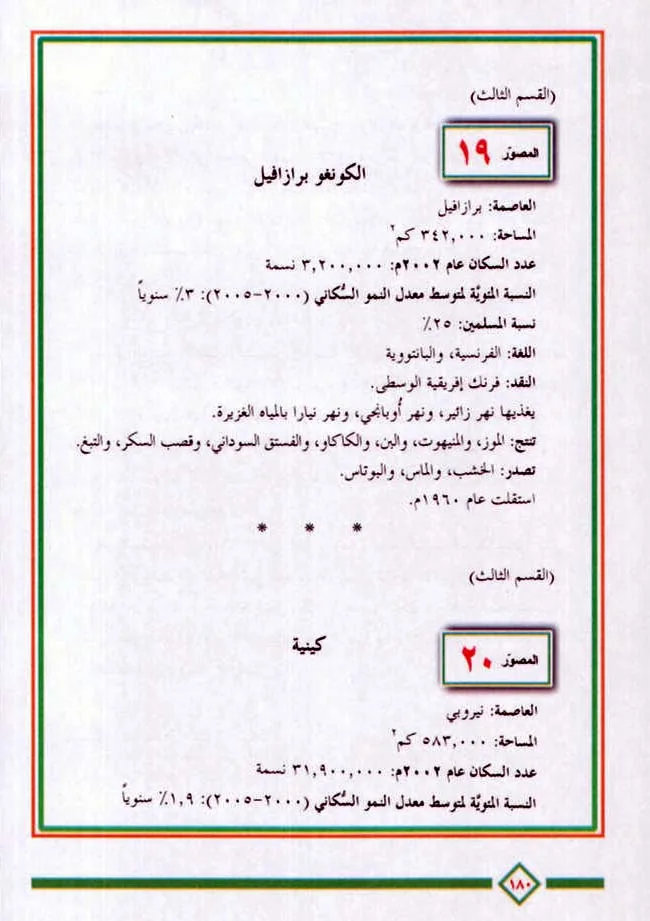 (القسم الثالث)
المصوّر ١٩
الكونغو برازافيل
العاصمة: برازافيل
المساحة: ٣٤٢,٠٠٠ كم٢
عدد السكان عام ٢٠٠٢م: ٣,٢٠٠,٠٠٠ نسمة
النسبة المئويَّة لمتوسط معدل النمو السُّكاني (٢٠٠٠-٢٠٠٥): ٣٪ سنوياً
نسبة المسلمين: ٢٥٪
اللغة: الفرنسية، والبانتووية
النقد: فرنك إفريقية الوسطى.
يغذيها نهر زائير، ونهر أُوبانجي، ونهر نيارا بالمياه الغزيرة.
تنتج: الموز، والمنيهوت، والبن، والكاكاو، والفستق السوداني، وقصب السكر، والتبغ.
تصدر: الخشب، والماس، والبوتاس.
استقلت عام ١٩٦٠م.
* * *
(القسم الثالث)
المصوّر ٢٠
كينية
العاصمة: نيروبي
المساحة: ٥٨٣,٠٠٠ كم٢
عدد السكان عام ٢٠٠٢م: ٣١,٩٠٠,٠٠٠ نسمة
النسبة المئويَّة لمتوسط معدل النمو السُّكاني (٢٠٠٠-٢٠٠٥): ١,٩٪ سنوياً
١٨٠